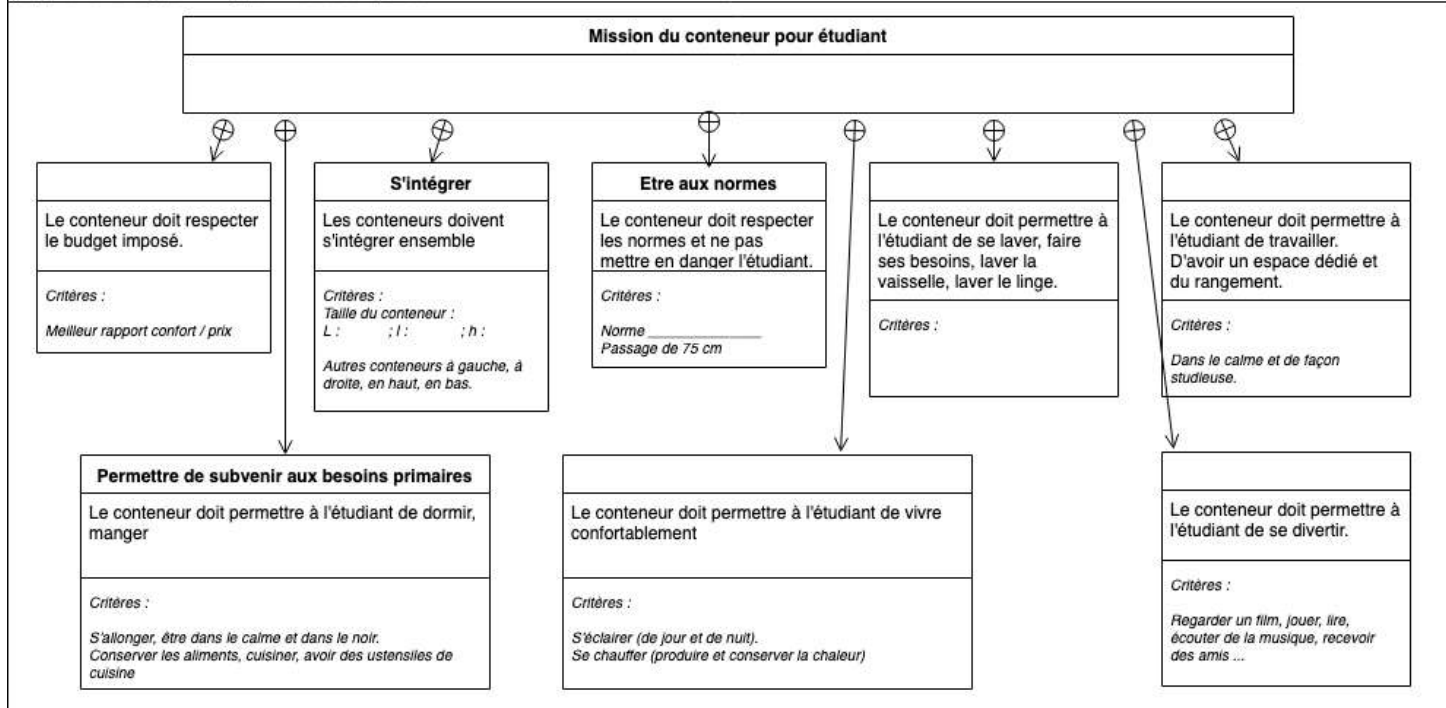 Mission du conteneur pour étudiant
Le conteneur doit respecter
le budget imposé.
Critères :
Meilleur rapport confort / prix
S'intégrer
Les conteneurs doivent
s'intégrer ensemble
Critères :
Taille du conteneur :
L : ; l : ; h :
Autres conteneurs à gauche, à
droite, en haut, en bas.
Etre aux normes
Le conteneur doit respecter
les normes et ne pas
mettre en danger l'étudiant.
Critères :
Norme _______________
Passage de 75 cm
Le conteneur doit permettre à
l'étudiant de se laver, faire
ses besoins, laver la
vaisselle, laver le linge.
Critères :
Le conteneur doit permettre à
l'étudiant de travailler.
D'avoir un espace dédié et
du rangement.
Critères :
Dans le calme et de façon
studieuse.
Permettre de subvenir aux besoins primaires
Le conteneur doit permettre à l'étudiant de dormir,
manger
Critères :
S'allonger, être dans le calme et dans le noir.
Conserver les aliments, cuisiner, avoir des ustensiles de
cuisine
Le conteneur doit permettre à l'étudiant de vivre
confortablement
Critères :
S'éclairer (de jour et de nuit).
Se chauffer (produire et conserver la chaleur)
Le conteneur doit permettre à
l'étudiant de se divertir.
Critères :
Regarder un film, jouer, lire,
écouter de la musique, recevoir
des amis ...